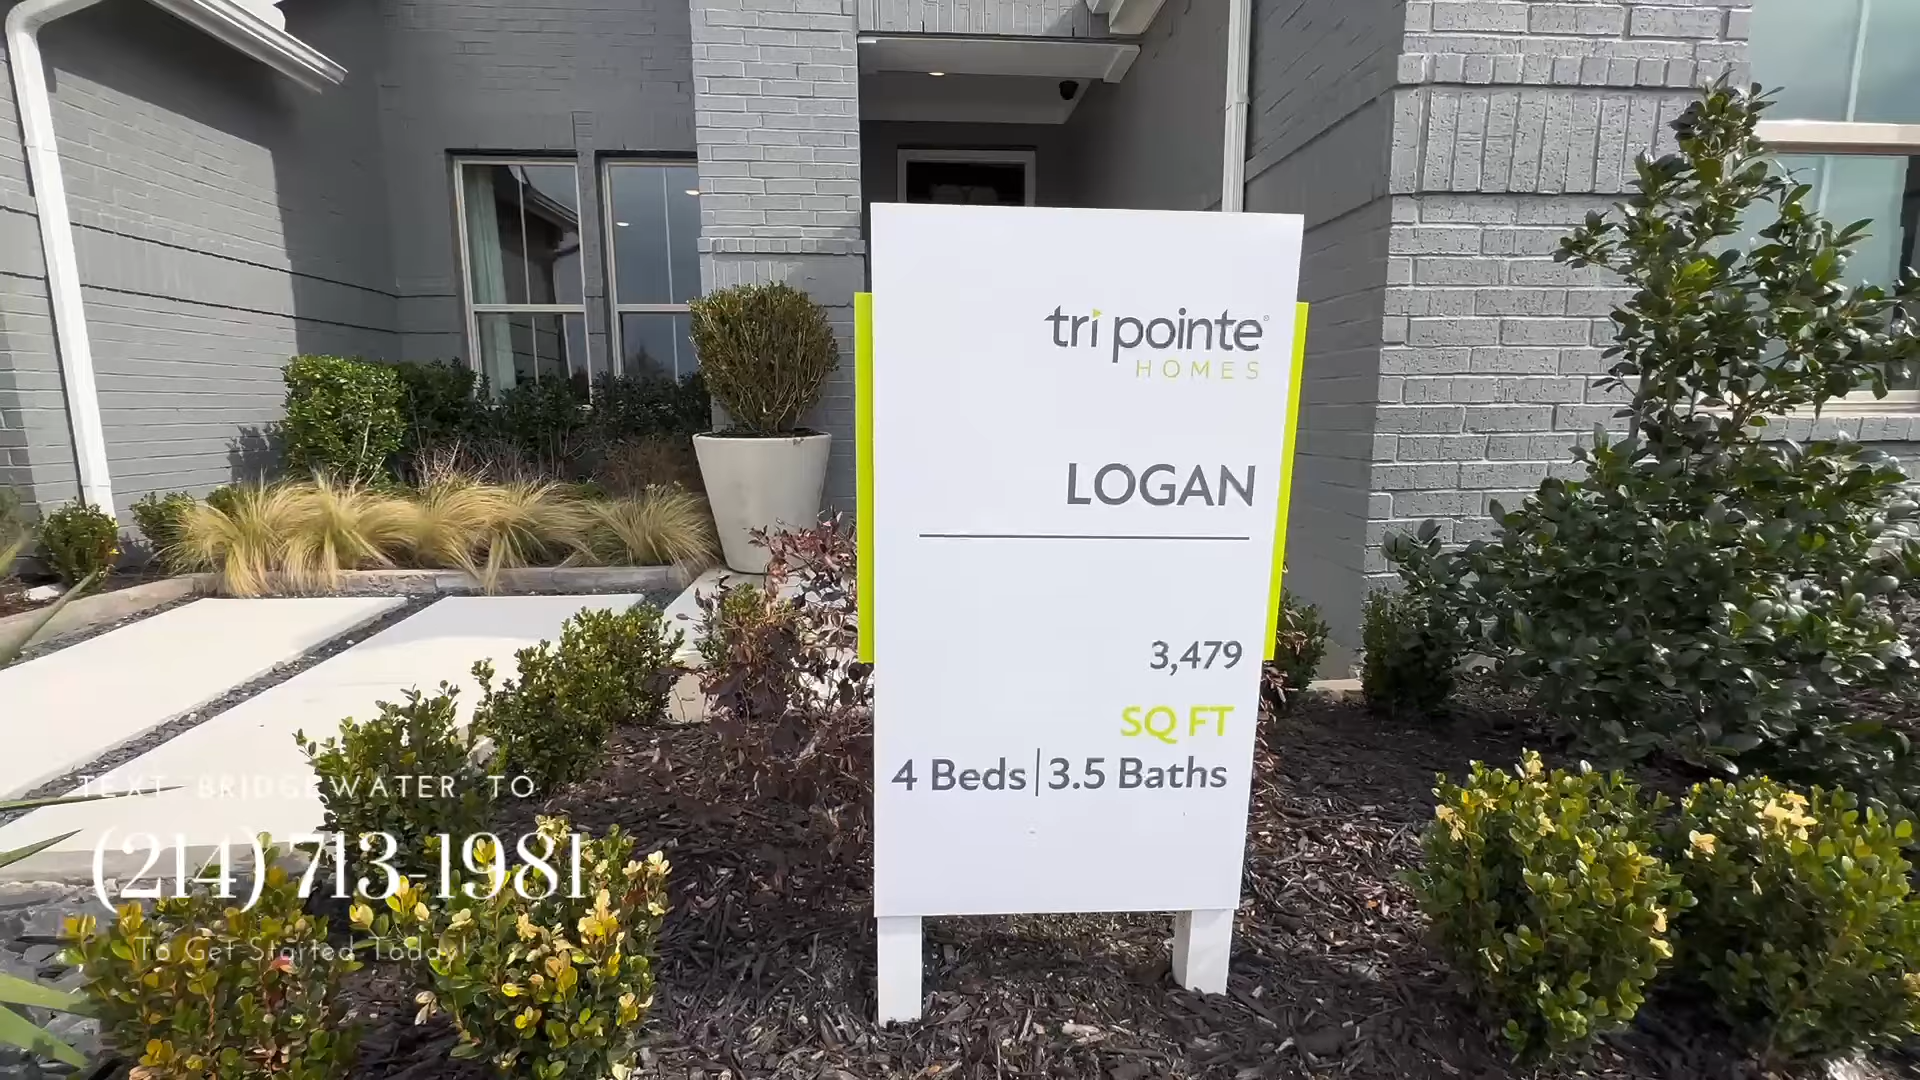 tri pointe
HOMES
LOGAN
3,479
SQ FT
4 Beds|3.5 Baths
TEXT "BRIDGEWATER" TO
(214) 713-1981
To Get Started Today!